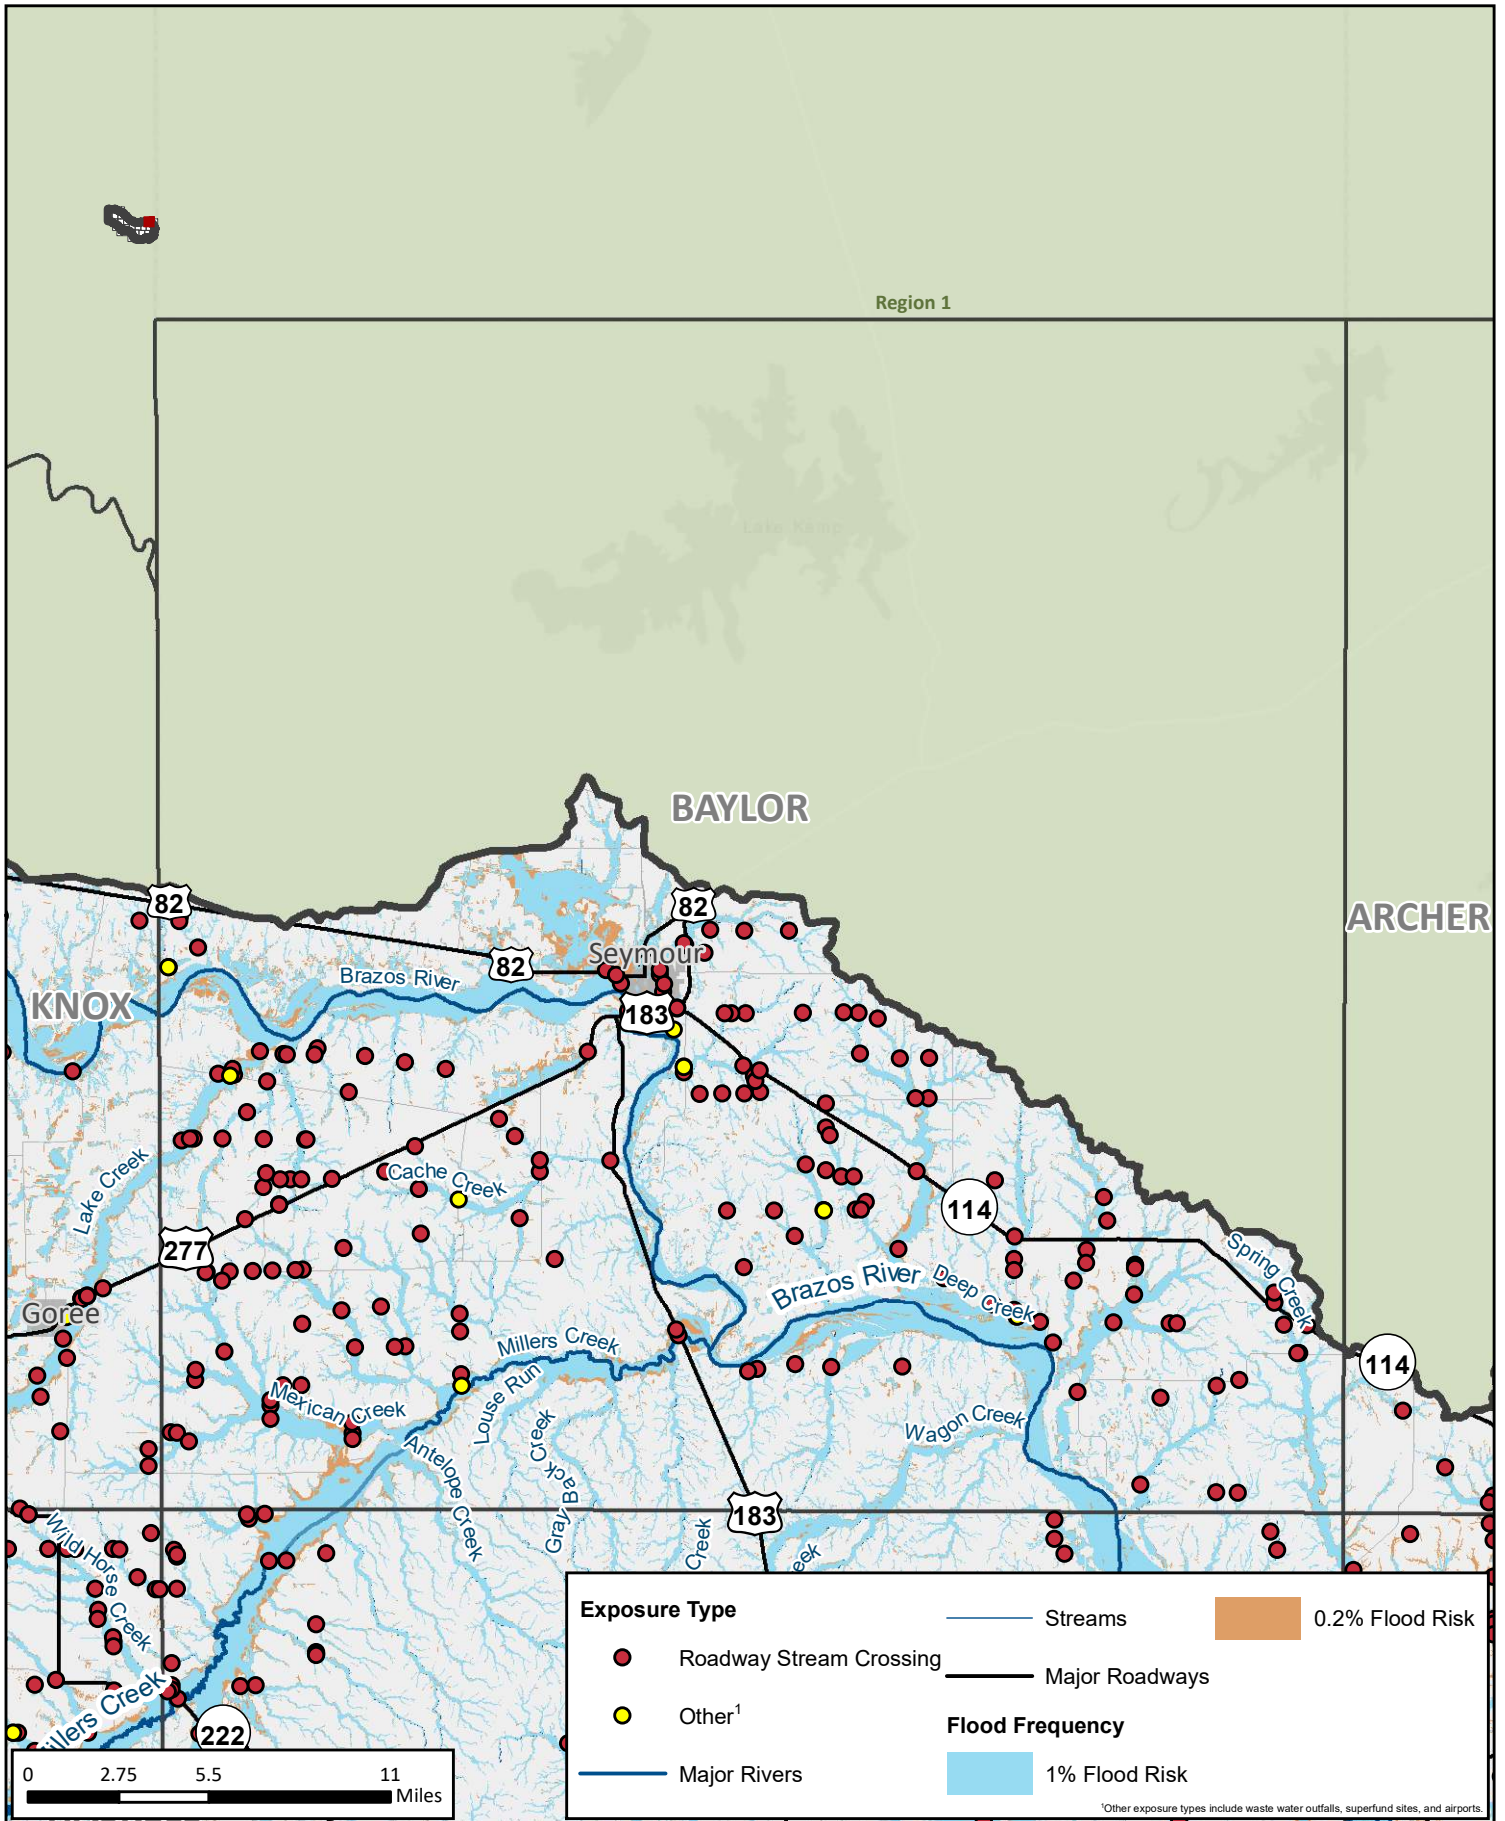 Region 1
Lake Kemp
BAYLOR
ARCHER
KNOX
82
82
82
Seymour
Brazos River
183
Lake Creek
Cache Creek
277
114
Goree
Brazos River
Deep Creek
Spring Creek
Millers Creek
114
Louse Run
Mexican Creek
Antelope Creek
Gray Back Creek
Wagon Creek
183
Creek
eek
Wild Horse Creek
illers Creek
222
0 2.75 5.5 11
Miles
Exposure Type
Roadway Stream Crossing
Other1
Major Rivers
Streams
Major Roadways
Flood Frequency
1% Flood Risk
0.2% Flood Risk
1Other exposure types include waste water outfalls, superfund sites, and airports.